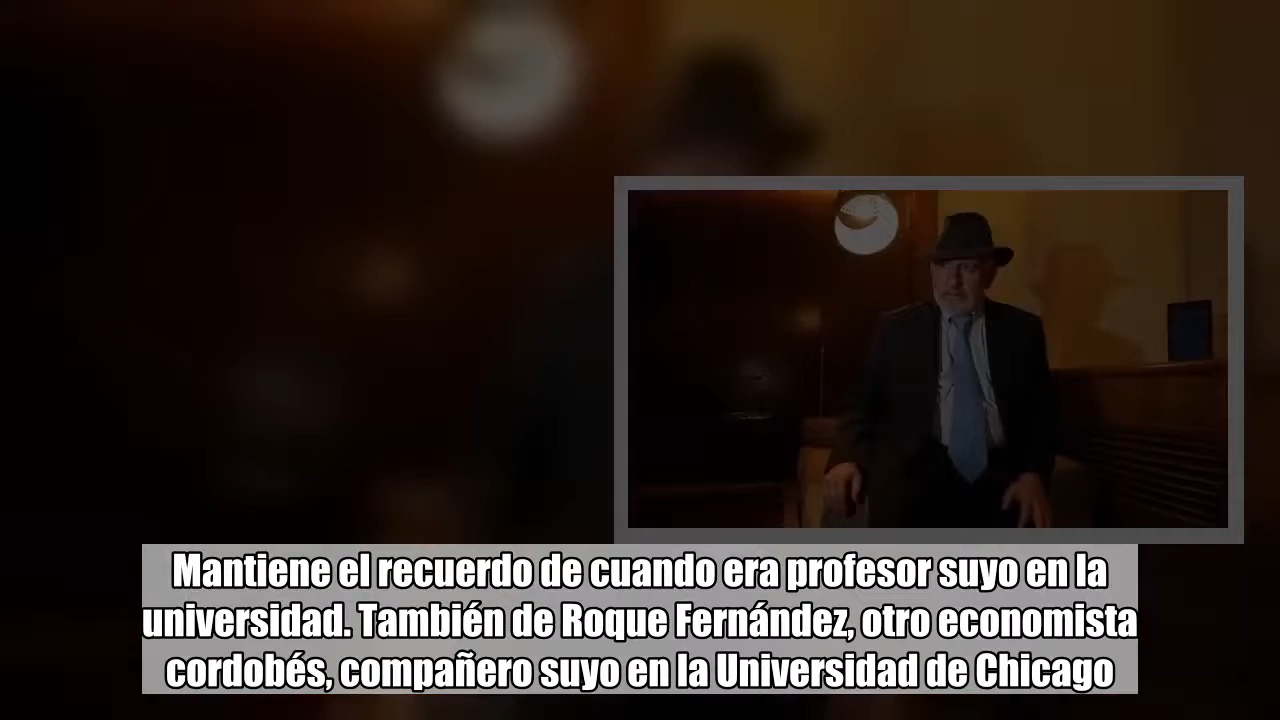 Mantiene el recuerdo de cuando era profesor suyo en la
universidad. También de Roque Fernández, otro economista
cordobés, compañero suyo en la Universidad de Chicago